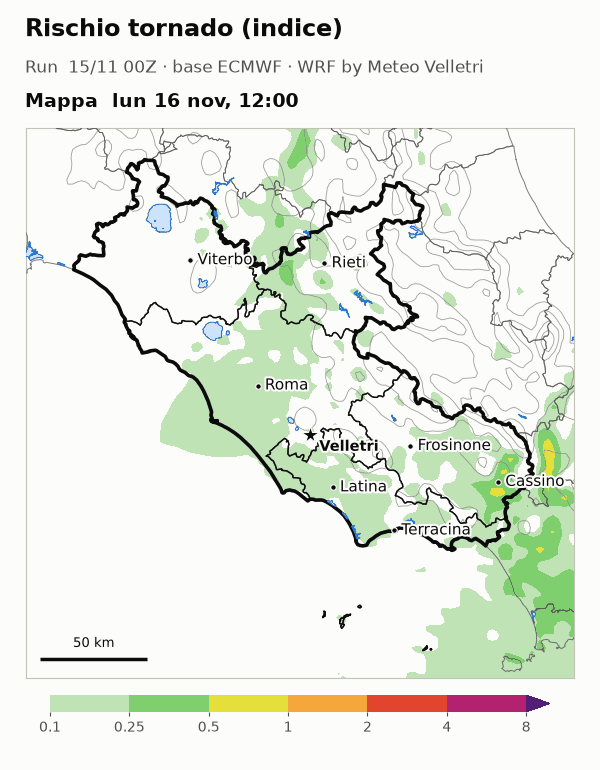 Rischio tornado (indice)
Run 15/11 00Z · base ECMWF · WRF by Meteo Velletri
Mappa lun 16 nov, 12:00
Viterbo
Rieti
Roma
Velletri
Frosinone
Latina
Cassino
Terracina
50 km
0.1 0.25 0.5 1 2 4 8